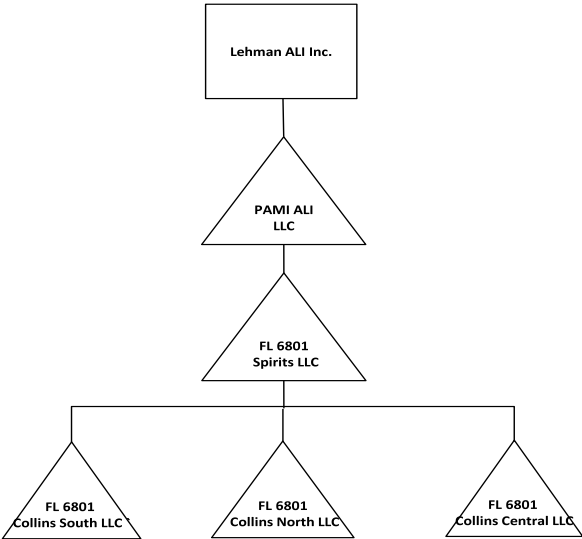 Lehman ALI Inc.
PAMI ALI
LLC
FL 6801
Spirits LLC
FL 6801
Collins South LLC
FL 6801
Collins North LLC
FL 6801
Collins Central LLC